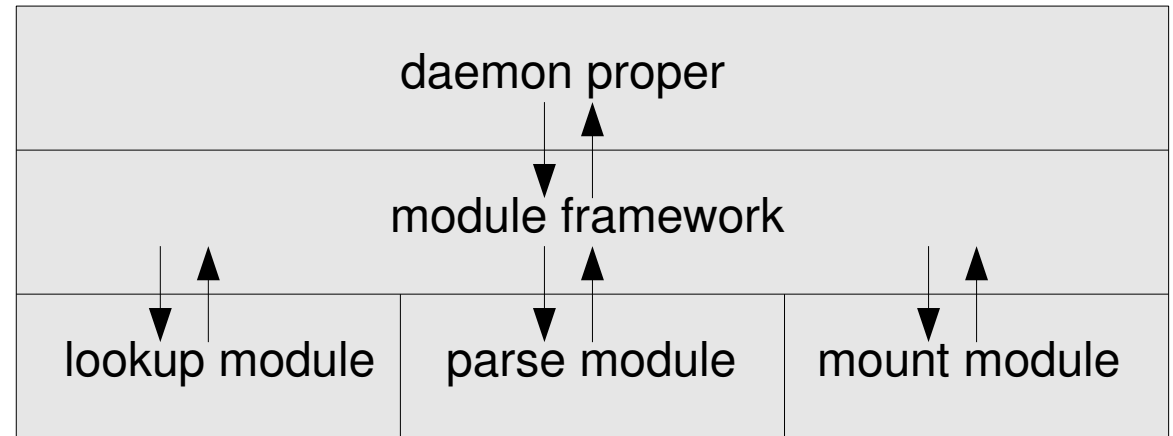 daemon proper
module framework
lookup module
parse module
mount module